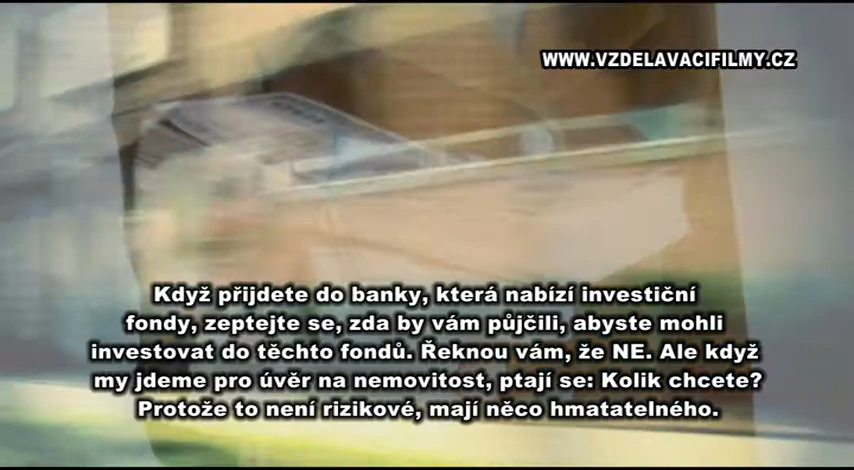 WWW.VZDELAVACIFILMY.CZ
Když přijdete do banky, která nabízí investiční
fondy, zeptejte se, zda by vám půjčili, abyste mohli
investovat do těchto fondů. Řeknou vám, že NE. Ale když
my jdeme pro úvěr na nemovitost, ptají se: Kolik chcete?
Protože to není rizikové, mají něco hmatatelného.